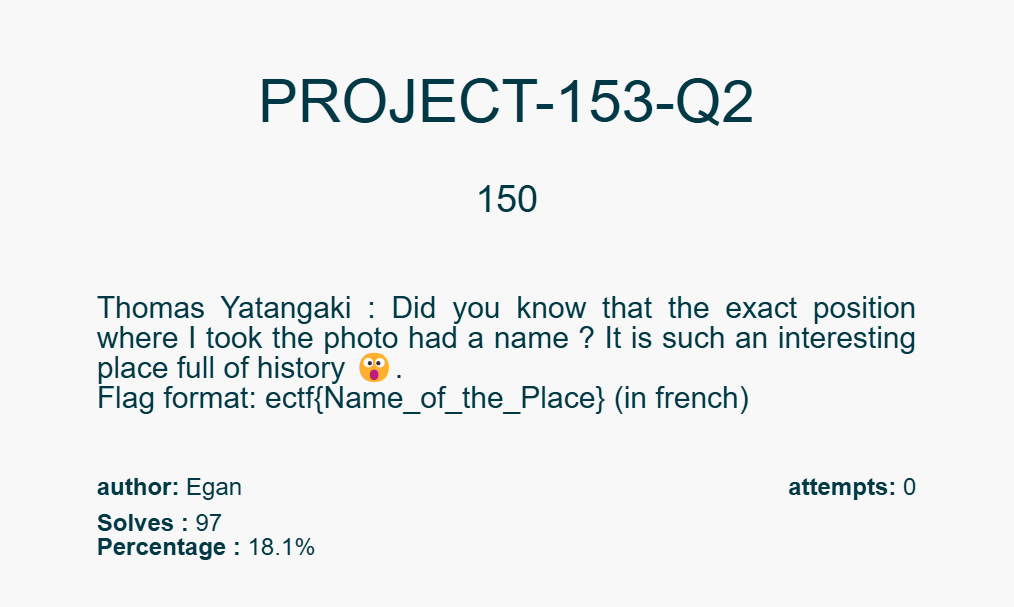 PROJECT-153-Q2
150
Thomas Yatangaki : Did you know that the exact position
where I took the photo had a name ? It is such an interesting
place full of history 😲.
Flag format: ectf{Name_of_the_Place} (in french)
author: Egan
attempts: 0
Solves : 97
Percentage : 18.1%